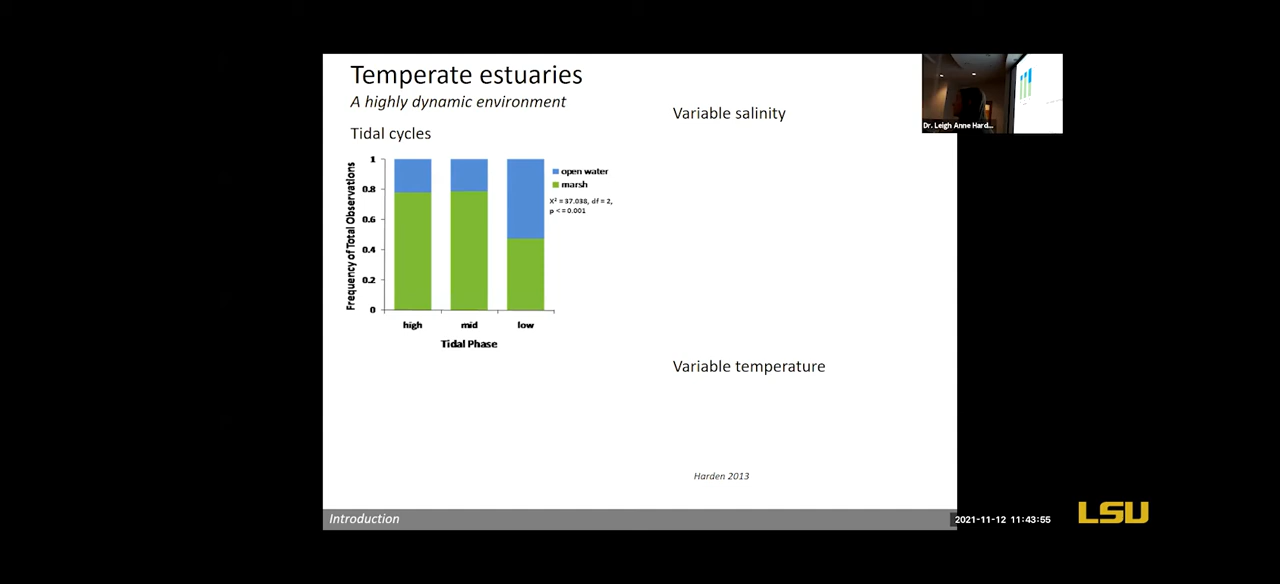 Temperate estuaries
A highly dynamic environment
Tidal cycles
Frequency of Total Observations
1
0.8
0.6
0.4
0.2
0
high mid low
Tidal Phase
open water
marsh
X² = 37.038, df = 2,
p < = 0.001
Variable salinity
Variable temperature
Harden 2013
Introduction
Dr. Leigh Anne Hard...
2021-11-12 11:43:55
LSU